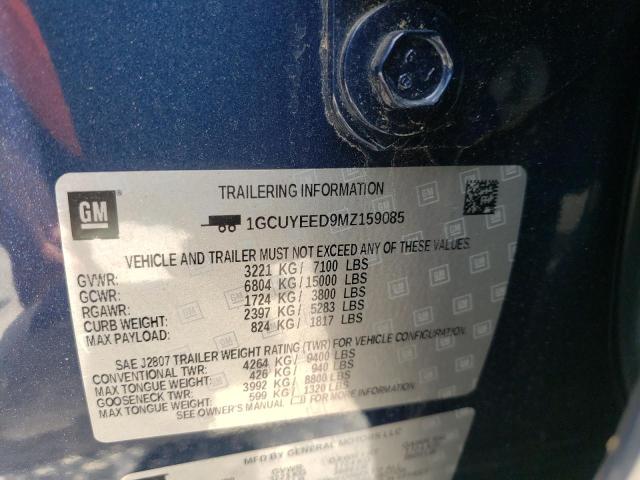 TRAILERING INFORMATION
GM
1GCUYEED9MZ159085
VEHICLE AND TRAILER MUST NOT EXCEED ANY OF THESE VALUES.
GVWR: 3221 KG/ 7100 LBS
GCWR: 6804 KG/15000 LBS
RGAWR: 1724 KG/ 3800 LBS
CURB WEIGHT: 2397 KG/ 5283 LBS
MAX PAYLOAD: 824 KG/ 1817 LBS
SAE J2807 TRAILER WEIGHT RATING (TWR) FOR VEHICLE CONFIGURATION.
CONVENTIONAL TWR: 4264 KG/ 9400 LBS
MAX TONGUE WEIGHT: 426 KG/ 940 LBS
GOOSENECK TWR: 3992 KG/ 8800 LBS
MAX TONGUE WEIGHT: 599 KG/ 1320 LBS
SEE OWNER'S MANUAL FOR MORE INFORMATION
MFD BY GENERAL MOTORS LLC